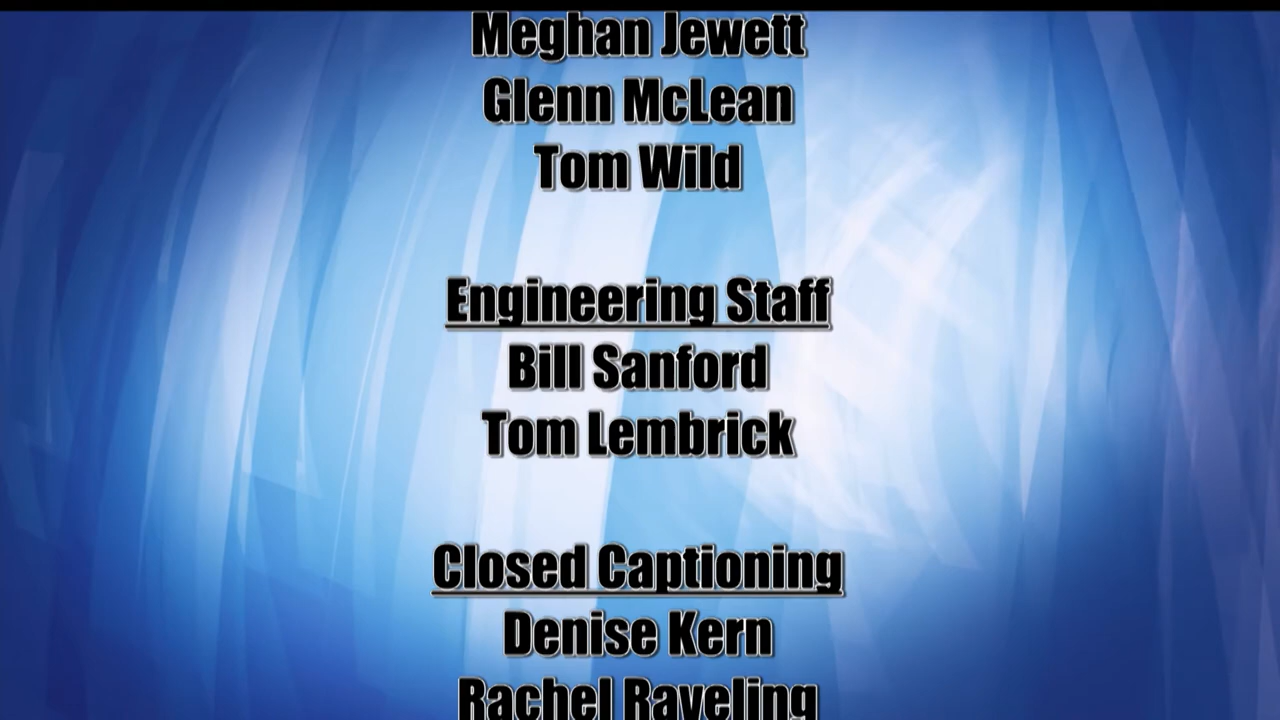 Meghan Jewett
Glenn McLean
Tom Wild
Engineering Staff
Bill Sanford
Tom Lembrick
Closed Captioning
Denise Kern
Rachel Raveling